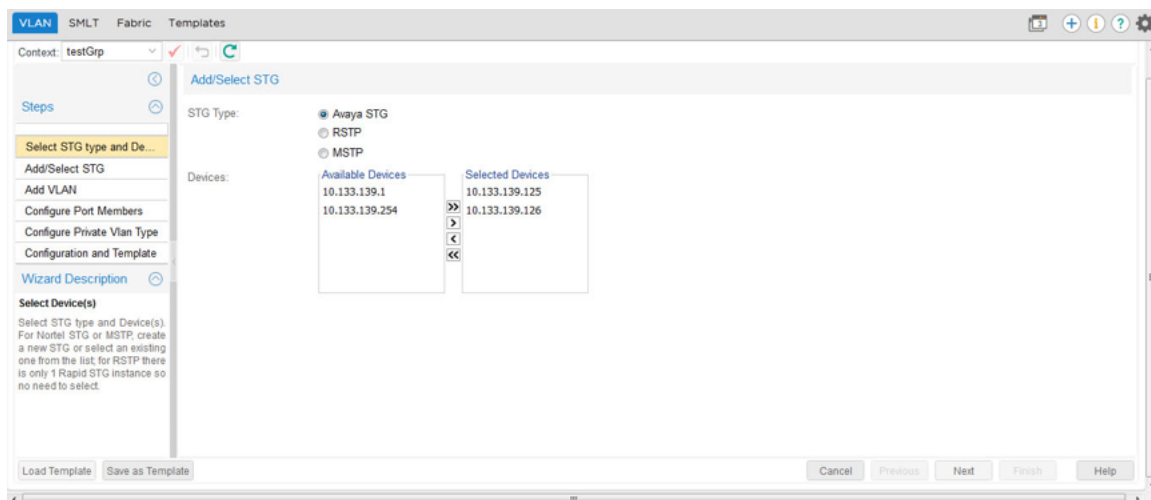 VLAN SMLT Fabric Templates
Context: testGrp
Add/Select STG
Steps
STG Type:
Avaya STG
RSTP
MSTP
Select STG type and De...
Add/Select STG
Add VLAN
Configure Port Members
Configure Private Vlan Type
Configuration and Template
Devices:
Available Devices
10.133.139.1
10.133.139.254
>>
>
<
<<
Selected Devices
10.133.139.125
10.133.139.126
Wizard Description
Select Device(s)
Select STG type and Device(s).
For Nortel STG or MSTP, create
a new STG or select an existing
one from the list; for RSTP there
is only 1 Rapid STG instance so
no need to select.
Load Template Save as Template Cancel Previous Next Finish Help